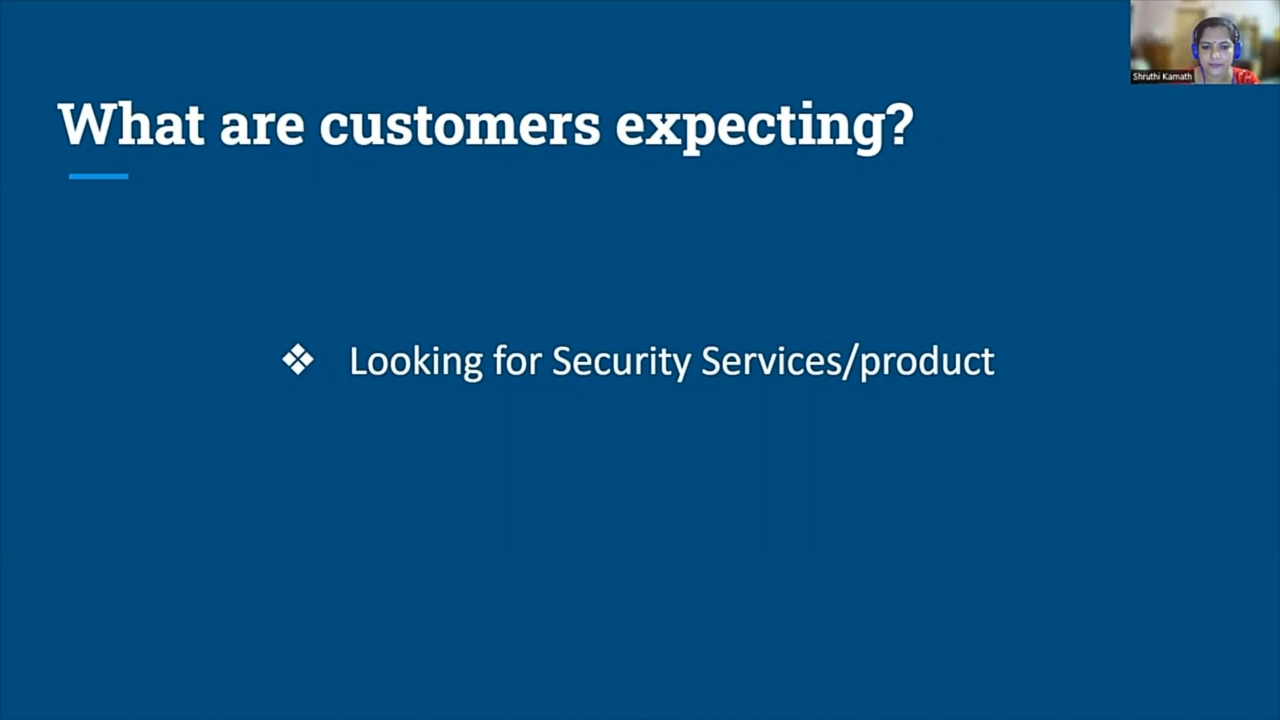 Shruthi Kamath
What are customers expecting?
❖ Looking for Security Services/product